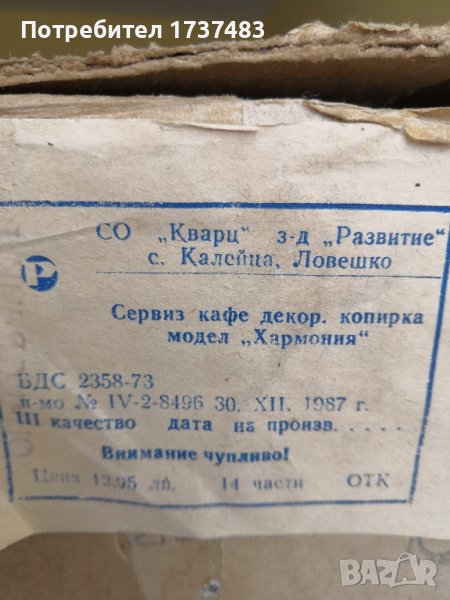 Потребител 1737483
СО „Кварц“ з-д „Развитие“
с. Калейца, Ловешко
Р
Сервиз кафе декор. копирка
модел „Хармония“
БДС 2358-73
п-мо № IV-2-8496 30. XII. 1987 г.
III качество дата на произв. . . . .
Внимание чупливо!
Цена 12,95 лв. 14 части ОТК
BAZAR